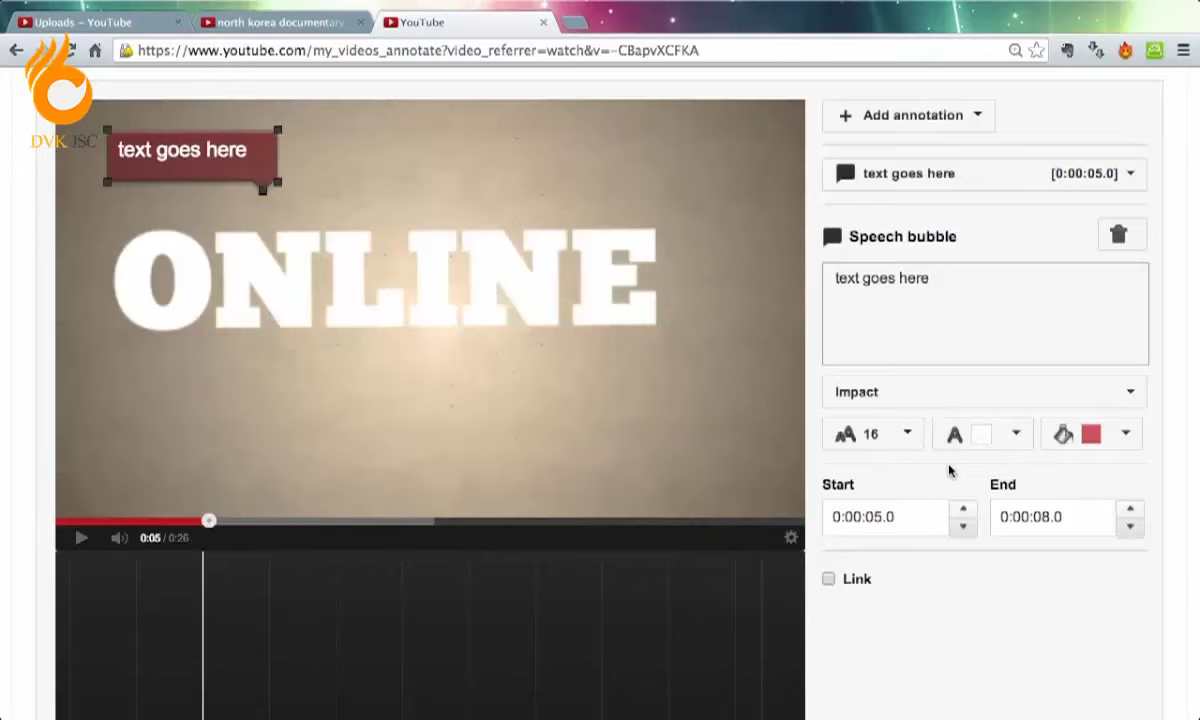 Uploads - YouTube
north korea documentary
YouTube
https://www.youtube.com/my_videos_annotate?video_referrer=watch&v=-CBapvXCFKA
DVK JSC
text goes here
ONLINE
0:05 / 0:26
+ Add annotation
text goes here [0:00:05.0]
Speech bubble
text goes here
Impact
AA 16 A
Start End
0:00:05.0 0:00:08.0
Link